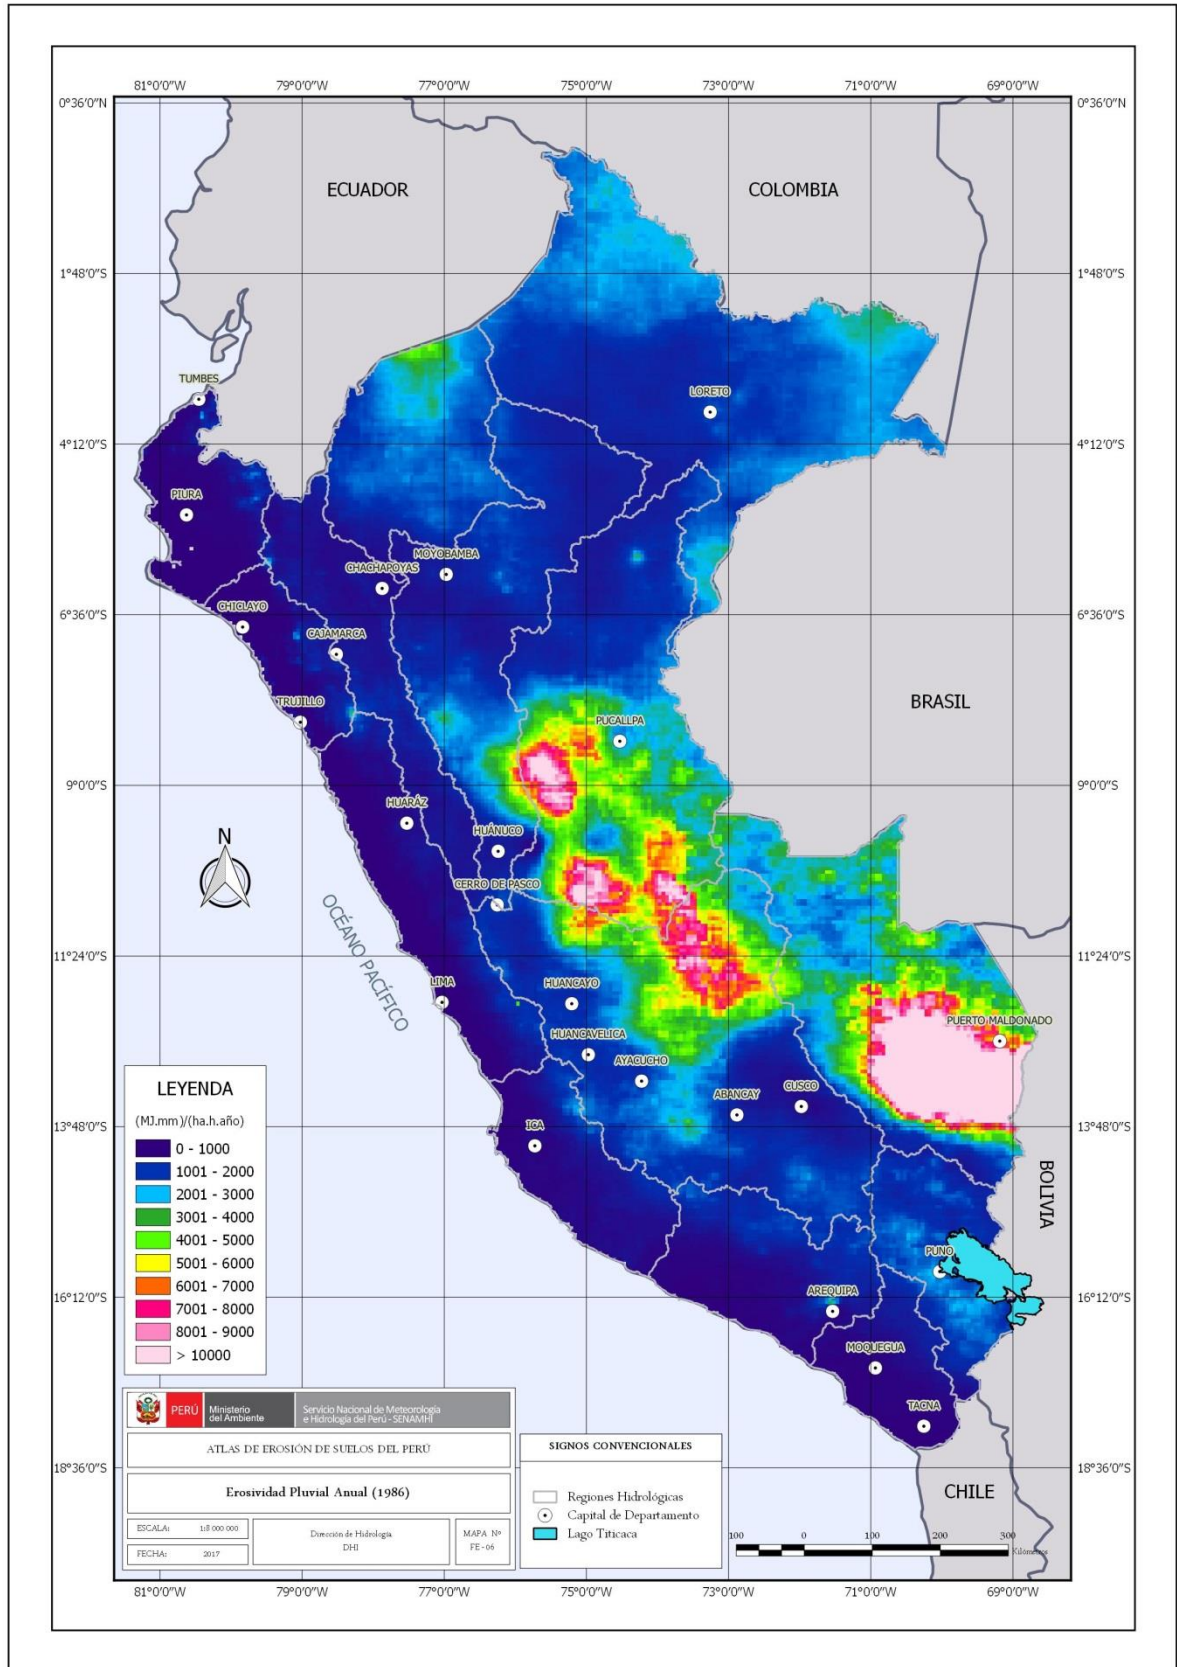 81°0'0"W 79°0'0"W 77°0'0"W 75°0'0"W 73°0'0"W 71°0'0"W 69°0'0"W
0°36'0"N 0°36'0"N
ECUADOR
COLOMBIA
1°48'0"S 1°48'0"S
TUMBES
LORETO
4°12'0"S 4°12'0"S
PIURA
MOYOBAMBA
CHACHAPOYAS
6°36'0"S 6°36'0"S
CHICLAYO
CAJAMARCA
BRASIL
TRUJILLO
PUCALLPA
9°0'0"S 9°0'0"S
HUARÁZ
N
HUÁNUCO
CERRO DE PASCO
OCÉANO PACÍFICO
11°24'0"S 11°24'0"S
LIMA
HUANCAYO
PUERTO MALDONADO
HUANCAVELICA
AYACUCHO
ABANCAY
CUSCO
13°48'0"S 13°48'0"S
ICA
BOLIVIA
PUNO
AREQUIPA
16°12'0"S 16°12'0"S
MOQUEGUA
TACNA
18°36'0"S 18°36'0"S
CHILE
LEYENDA
(MJ.mm)/(ha.h.año)
0 - 1000
1001 - 2000
2001 - 3000
3001 - 4000
4001 - 5000
5001 - 6000
6001 - 7000
7001 - 8000
8001 - 9000
> 10000
PERÚ
Ministerio
del Ambiente
Servicio Nacional de Meteorología
e Hidrología del Perú - SENAMHI
ATLAS DE EROSIÓN DE SUELOS DEL PERÚ
Erosividad Pluvial Anual (1986)
ESCALA: 1:8 000 000
FECHA: 2017
Dirección de Hidrología
DHI
MAPA Nº
FE - 06
SIGNOS CONVENCIONALES
Regiones Hidrológicas
Capital de Departamento
Lago Titicaca
100 0 100 200 300
Kilómetros
81°0'0"W 79°0'0"W 77°0'0"W 75°0'0"W 73°0'0"W 71°0'0"W 69°0'0"W